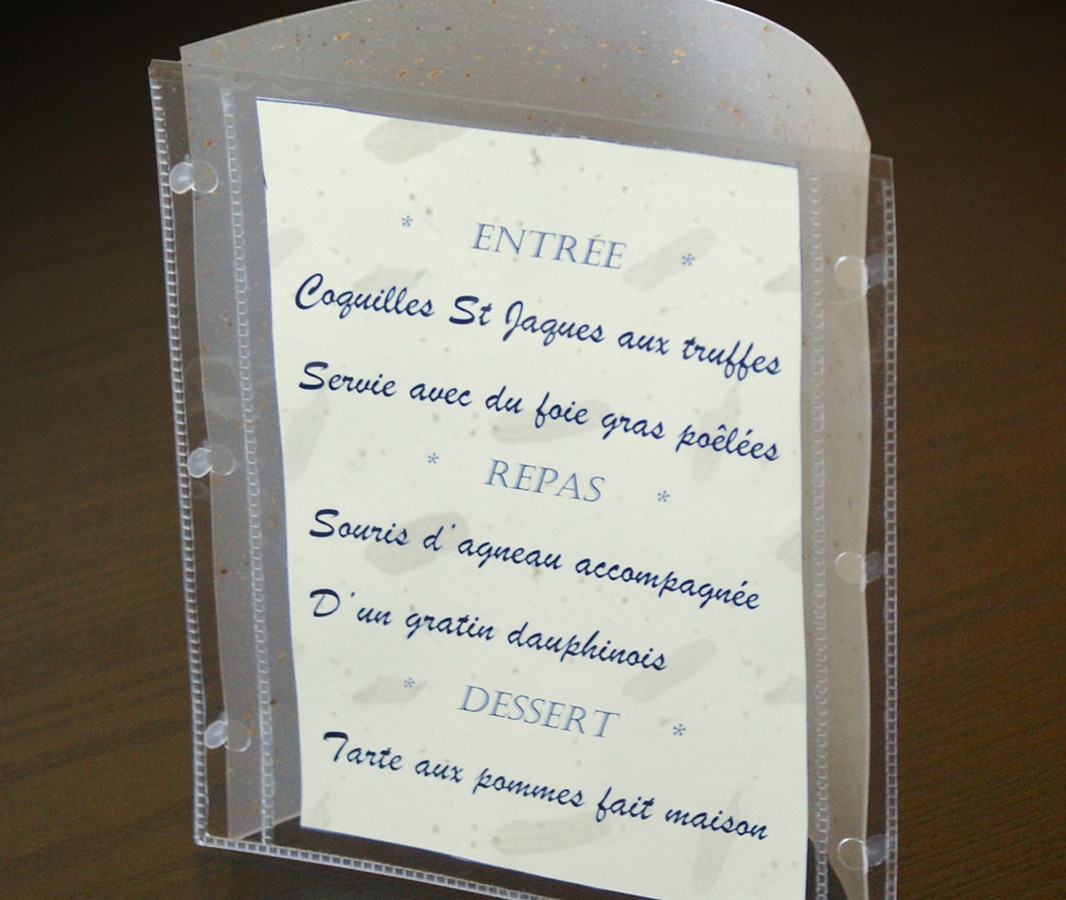 * ENTRÉE *
Coquilles St Jaques aux truffes
Servie avec du foie gras poêlées
* REPAS *
Souris d'agneau accompagnée
D'un gratin dauphinois
* DESSERT *
Tarte aux pommes fait maison